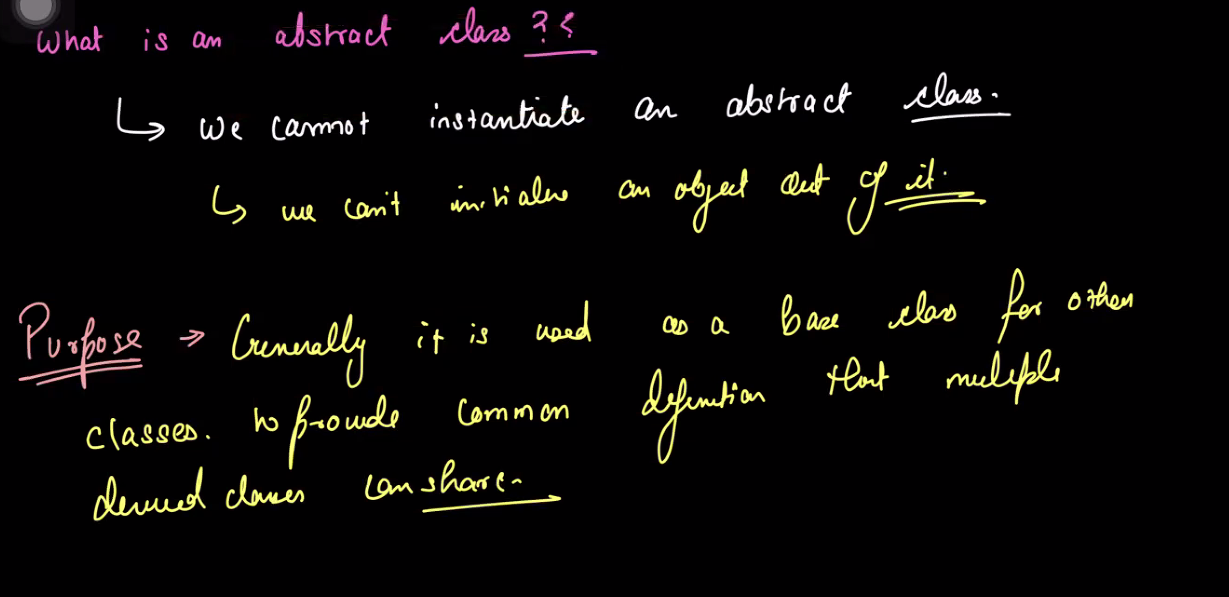 What is an abstract class ??
↳ we cannot instantiate an abstract class.
↳ we can't initialise an object out of it.
Purpose → Generally it is used as a base class for other
classes. to provide common definition that multiple
derived classes can share.